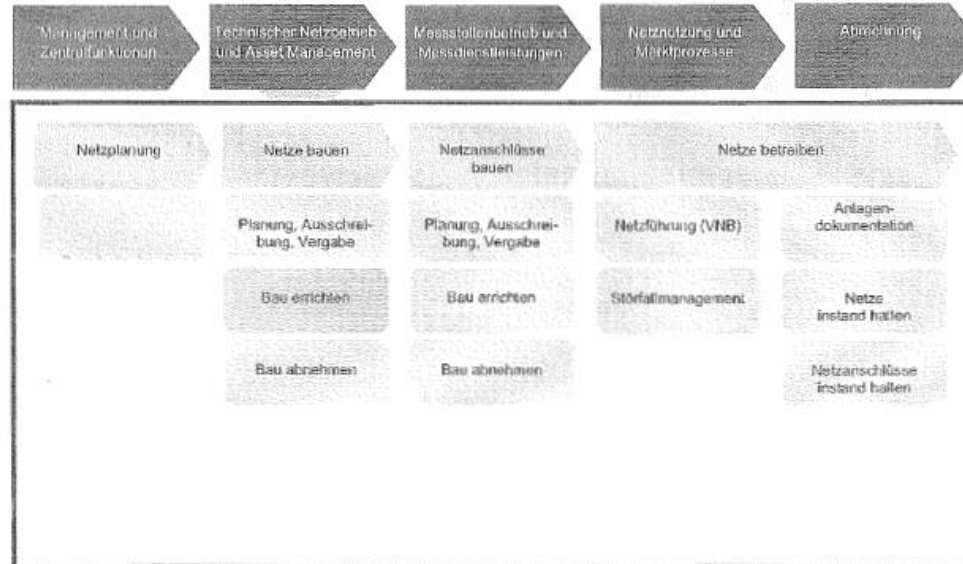 Management und
Zentralfunktionen
Technischer Netzbetrieb
und Asset Management
Messstellenbetrieb und
Messdienstleistungen
Netznutzung und
Marktprozesse
Abrechnung
Netzplanung
Netze bauen
Netzanschlüsse
bauen
Netze betreiben
Planung, Ausschrei-
bung, Vergabe
Planung, Ausschrei-
bung, Vergabe
Netzführung (VNB)
Anlagen-
dokumentation
Bau errichten
Bau errichten
Störfallmanagement
Netze
instand halten
Bau abnehmen
Bau abnehmen
Netzanschlüsse
instand halten